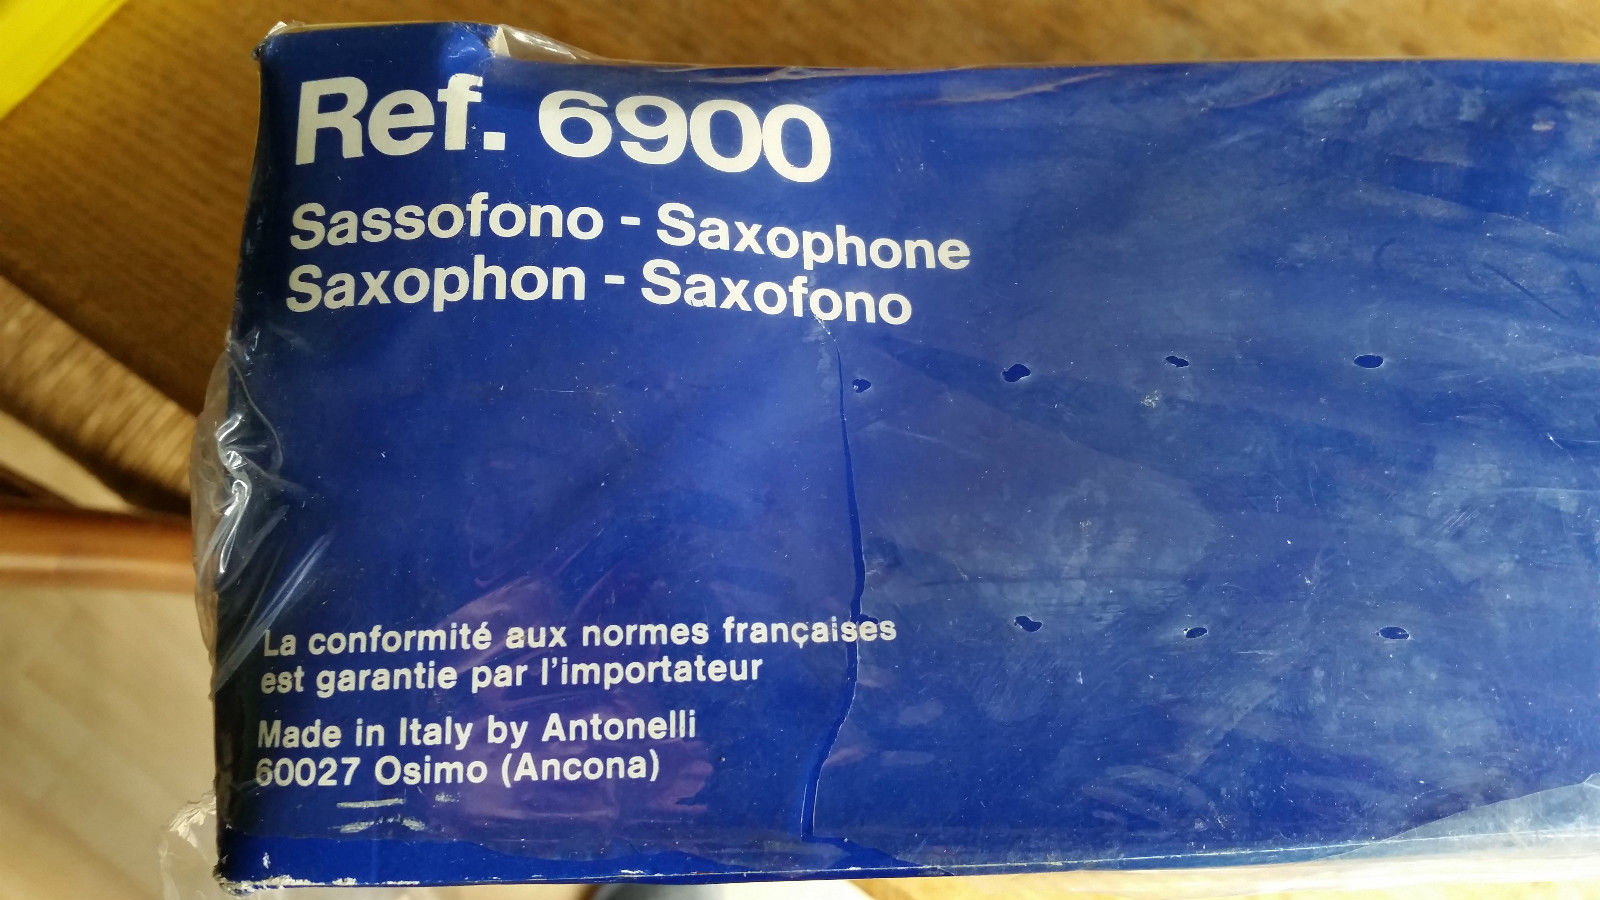 Ref. 6900
Sassofono - Saxophone
Saxophon - Saxofono
La conformité aux normes françaises
est garantie par l'importateur
Made in Italy by Antonelli
60027 Osimo (Ancona)